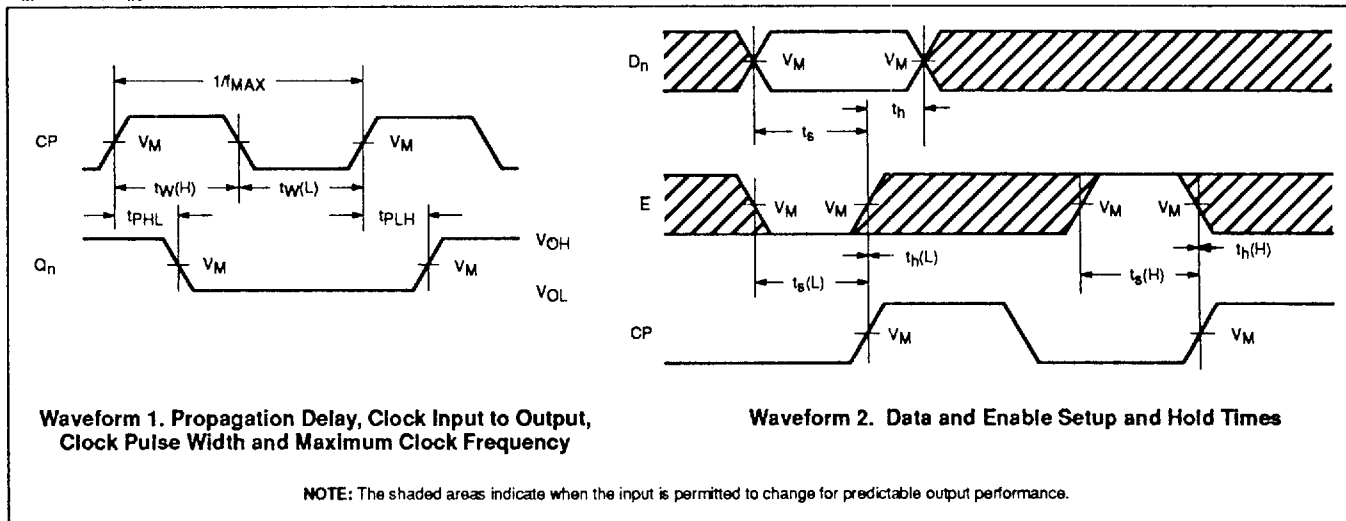 1/fMAX
CP
VM
VM
tW(H)
tW(L)
tPHL
tPLH
Qn
VM
VM
VOH
VOL
Waveform 1. Propagation Delay, Clock Input to Output,
Clock Pulse Width and Maximum Clock Frequency
Dn
VM
VM
th
ts
E
VM
VM
VM
VM
th(L)
th(H)
ts(L)
ts(H)
CP
VM
VM
Waveform 2. Data and Enable Setup and Hold Times
NOTE: The shaded areas indicate when the input is permitted to change for predictable output performance.